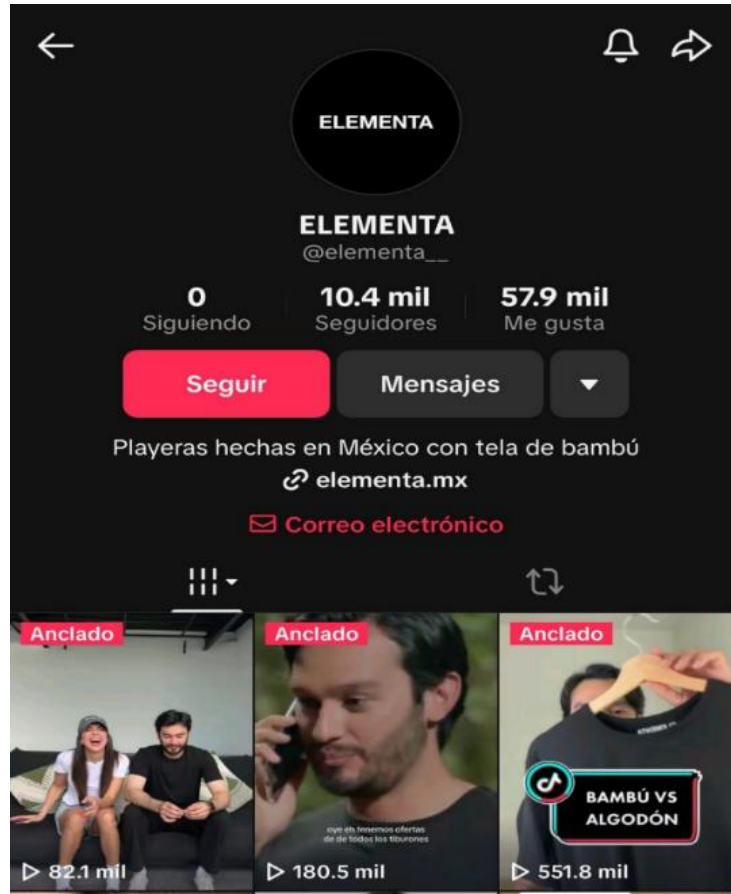 ELEMENTA
ELEMENTA
@elementa__
0 10.4 mil 57.9 mil
Siguiendo Seguidores Me gusta
Seguir Mensajes
Playeras hechas en México con tela de bambú
elementa.mx
Correo electrónico
Anclado Anclado Anclado
oye eh tenemos ofertas
de de todos los tiburones
BAMBÚ VS
ALGODÓN
82.1 mil 180.5 mil 551.8 mil